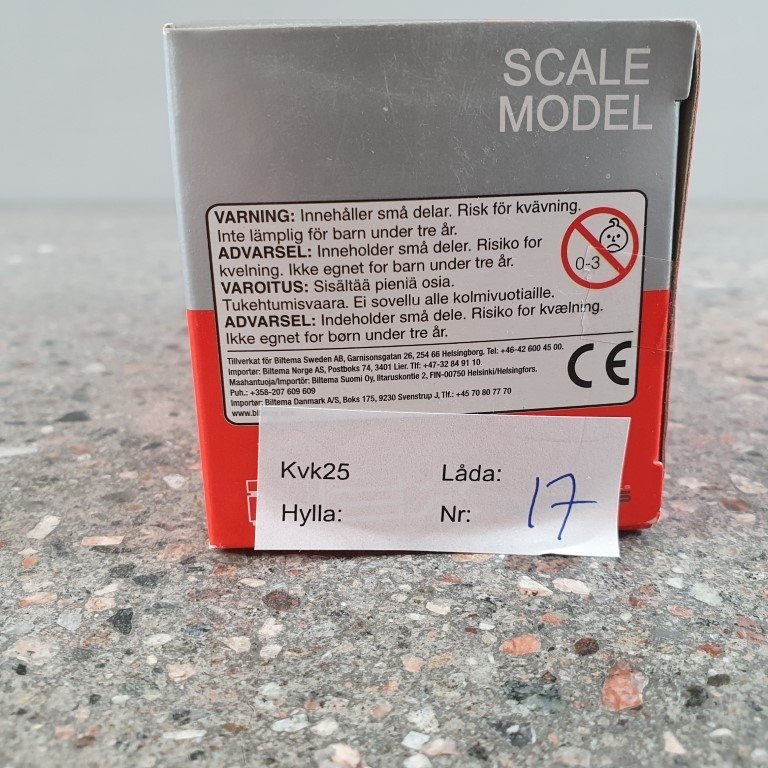 SCALE
MODEL
VARNING: Innehåller små delar. Risk för kvävning.
Inte lämplig för barn under tre år.
ADVARSEL: Inneholder små deler. Risiko for
kvelning. Ikke egnet for barn under tre år.
VAROITUS: Sisältää pieniä osia.
Tukehtumisvaara. Ei sovellu alle kolmivuotiaille.
ADVARSEL: Indeholder små dele. Risiko for kvælning.
Ikke egnet for børn under tre år.
0-3
Tillverkat för Biltema Sweden AB, Garnisonsgatan 26, 254 66 Helsingborg. Tel: +46-42 600 45 00.
Importør: Biltema Norge AS, Postboks 74, 3401 Lier. Tlf: +47-32 84 91 10.
Maahantuoja/Importör: Biltema Suomi Oy, Iltaruskontie 2, FIN-00750 Helsinki/Helsingfors.
Puh.: +358-207 609 609
Importør: Biltema Danmark A/S, Boks 175, 9230 Svenstrup J, Tlf.: +45 70 80 77 70
www.bil
CE
Kvk25 Låda:
Hylla: Nr: 17